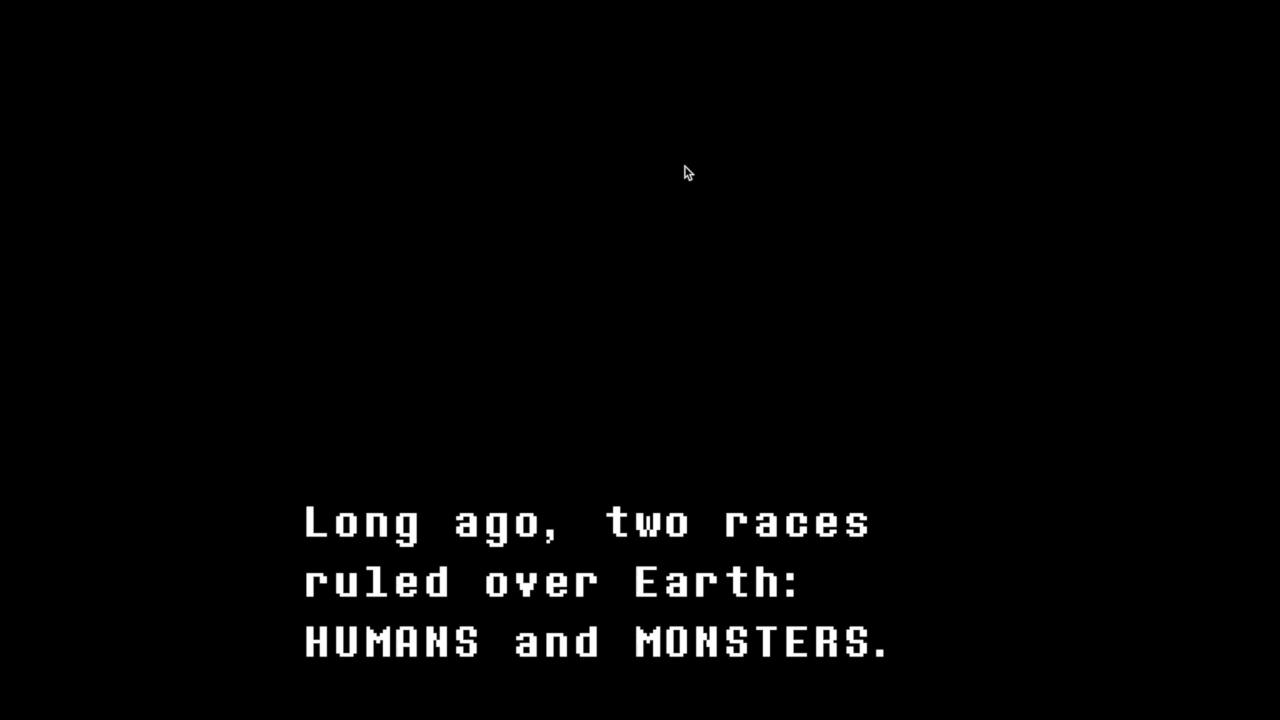 Long ago, two races
ruled over Earth:
HUMANS and MONSTERS.